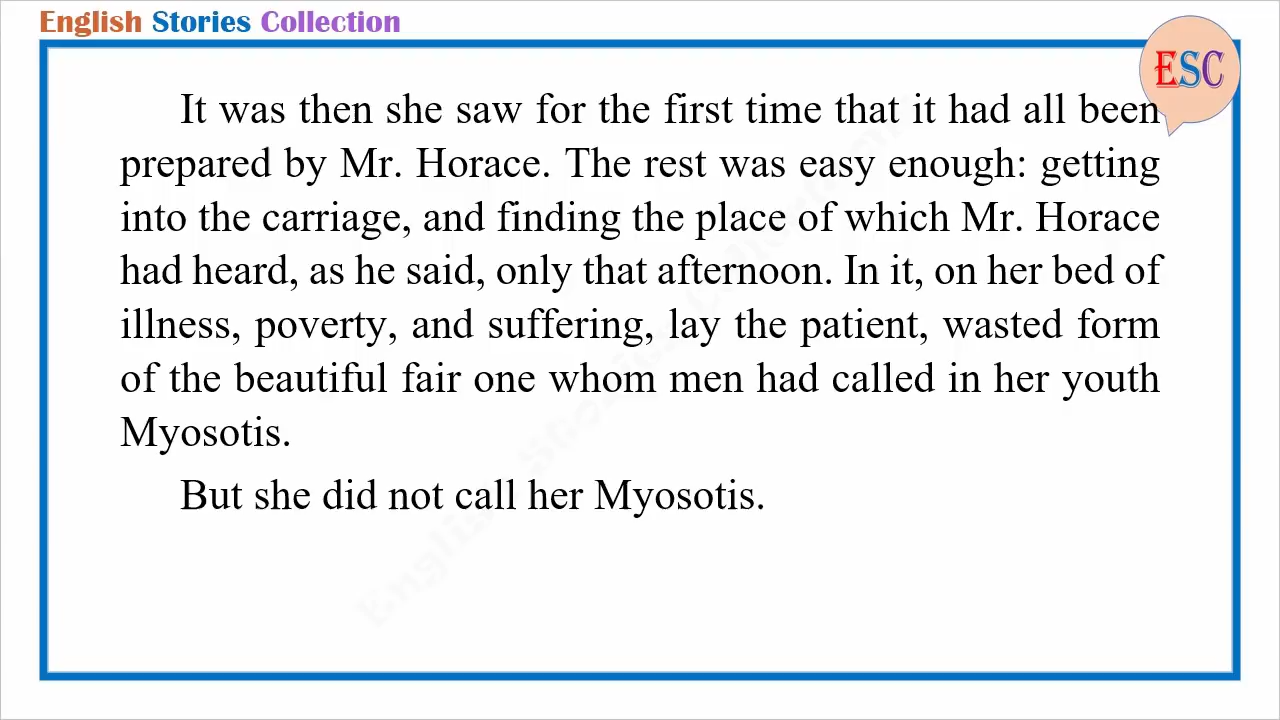 English Stories Collection
ESC
It was then she saw for the first time that it had all been
prepared by Mr. Horace. The rest was easy enough: getting
into the carriage, and finding the place of which Mr. Horace
had heard, as he said, only that afternoon. In it, on her bed of
illness, poverty, and suffering, lay the patient, wasted form
of the beautiful fair one whom men had called in her youth
Myosotis.
But she did not call her Myosotis.